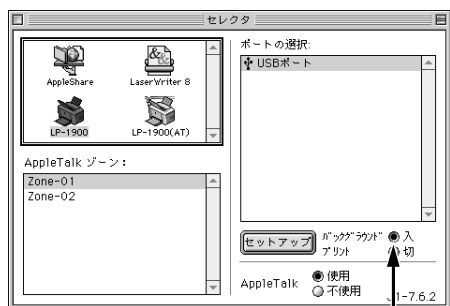 セレクタ
AppleShare
LaserWriter 8
LP-1900
LP-1900(AT)
AppleTalk ゾーン：
Zone-01
Zone-02
ポートの選択:
USBポート
セットアップ
バックグラウンド
プリント
入
切
AppleTalk
使用
不使用
J1-7.6.2